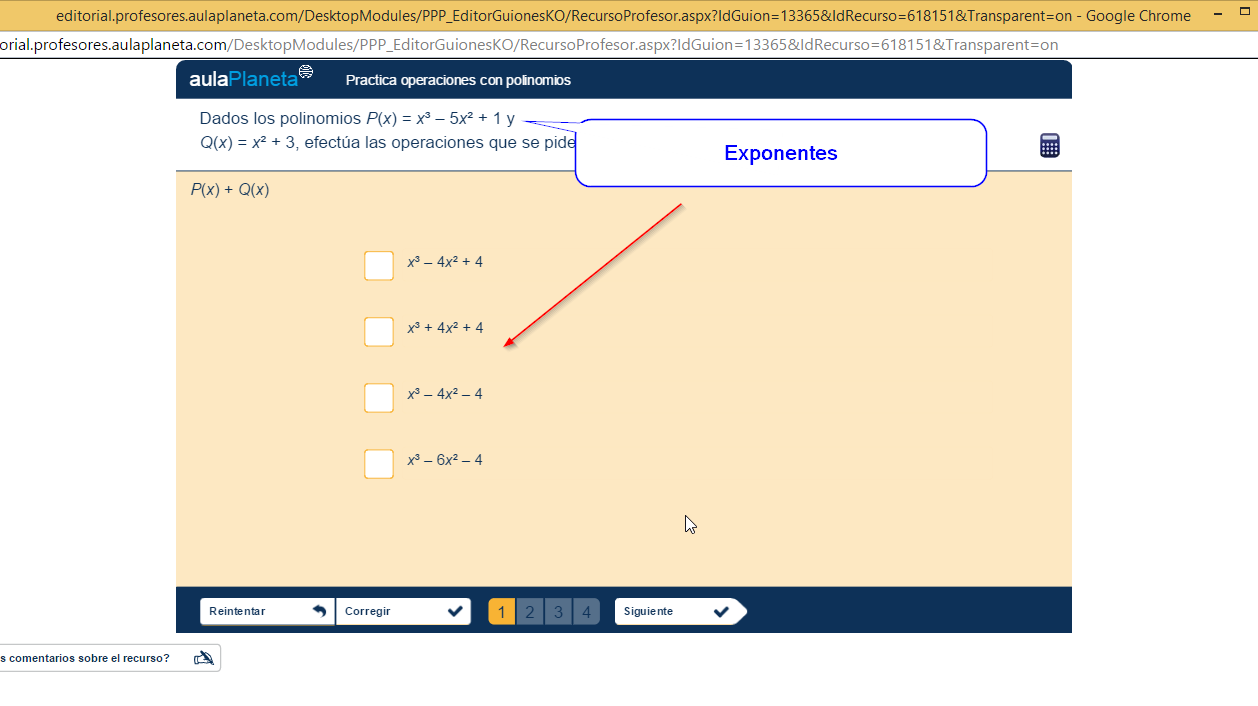 editorial.profesores.aulaplaneta.com/DesktopModules/PPP_EditorGuionesKO/RecursoProfesor.aspx?IdGuion=13365&IdRecurso=618151&Transparent=on - Google Chrome
orial.profesores.aulaplaneta.com/DesktopModules/PPP_EditorGuionesKO/RecursoProfesor.aspx?IdGuion=13365&IdRecurso=618151&Transparent=on
aulaPlaneta Practica operaciones con polinomios
Dados los polinomios P(x) = x³ – 5x² + 1 y
Q(x) = x² + 3, efectúa las operaciones que se pide
Exponentes
P(x) + Q(x)
x³ – 4x² + 4
x³ + 4x² + 4
x³ – 4x² – 4
x³ – 6x² – 4
Reintentar Corregir 1 2 3 4 Siguiente
s comentarios sobre el recurso?